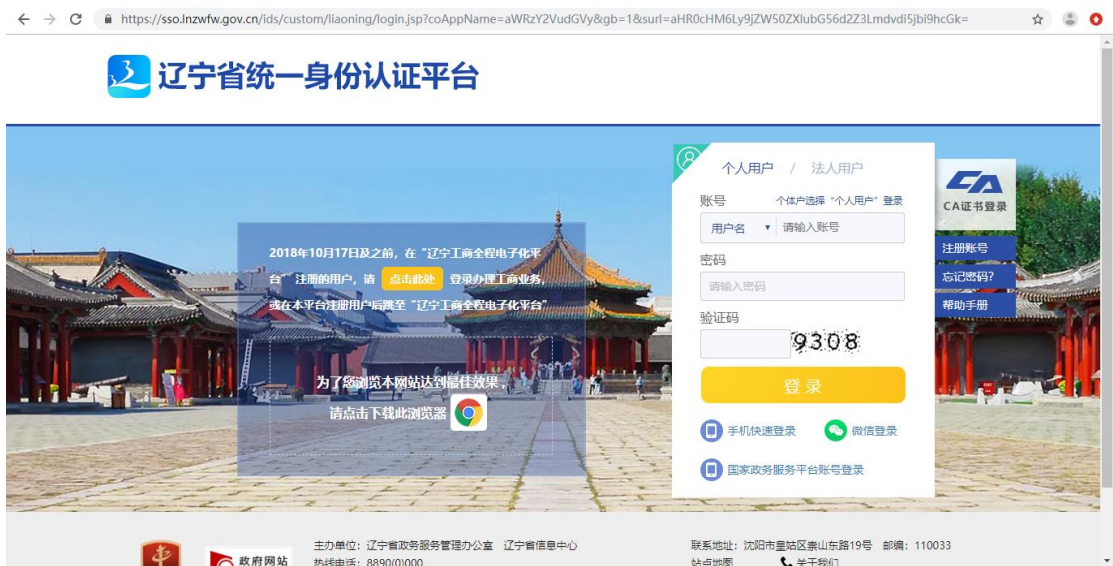 https://sso.lnzwfw.gov.cn/ids/custom/liaoning/login.jsp?coAppName=aWRzY2VudGVy&gb=1&surl=aHR0cHM6Ly9jZW50ZXIubG56d2Z3Lmdvdi5jbi9hcGk=
辽宁省统一身份认证平台
2018年10月17日及之前,在“辽宁工商全程电子化平
台”注册的用户,请 点击此处 登录办理工商业务,
或在本平台注册用户后跳至“辽宁工商全程电子化平台”
为了您浏览本网站达到最佳效果,
请点击下载此浏览器
个人用户 / 法人用户
账号 个体户选择“个人用户”登录
用户名 请输入账号
密码
请输入密码
验证码
9308
登录
手机快速登录 微信登录
国家政务服务平台账号登录
CA
CA证书登录
注册账号
忘记密码?
帮助手册
政府网站
主办单位:辽宁省政务服务管理办公室 辽宁省信息中心
热线电话:8890(0)000
联系地址:沈阳市皇姑区崇山东路19号 邮编:110033
站点地图 关于我们